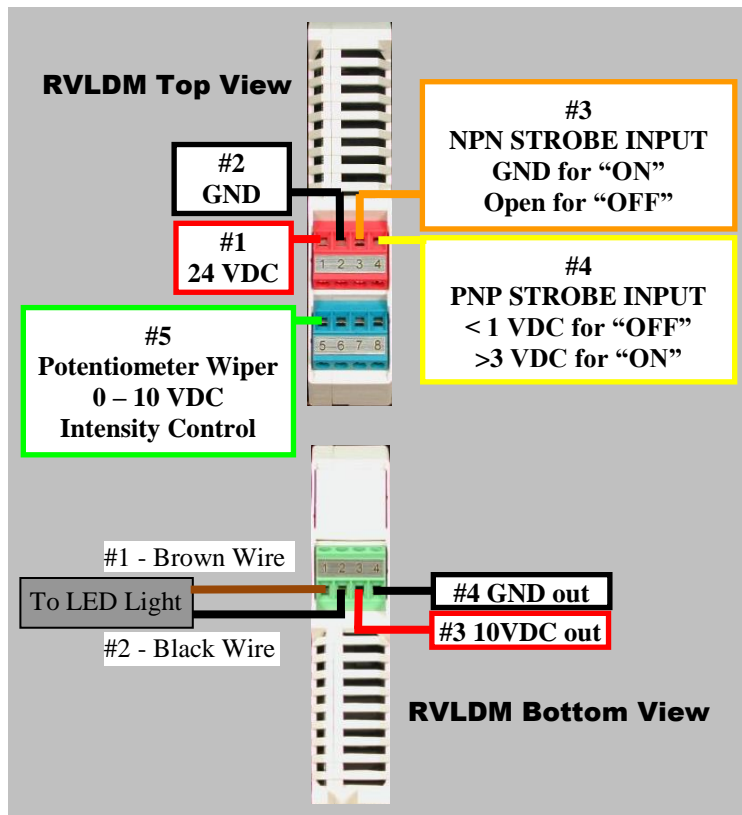 RVLDM Top View
#3
NPN STROBE INPUT
GND for “ON”
Open for “OFF”
#2
GND
#1
24 VDC
1 2 3 4
#4
PNP STROBE INPUT
< 1 VDC for “OFF”
>3 VDC for “ON”
#5
Potentiometer Wiper
0 – 10 VDC
Intensity Control
5 6 7 8
#1 - Brown Wire
1 2 3 4
To LED Light
#4 GND out
#3 10VDC out
#2 - Black Wire
RVLDM Bottom View